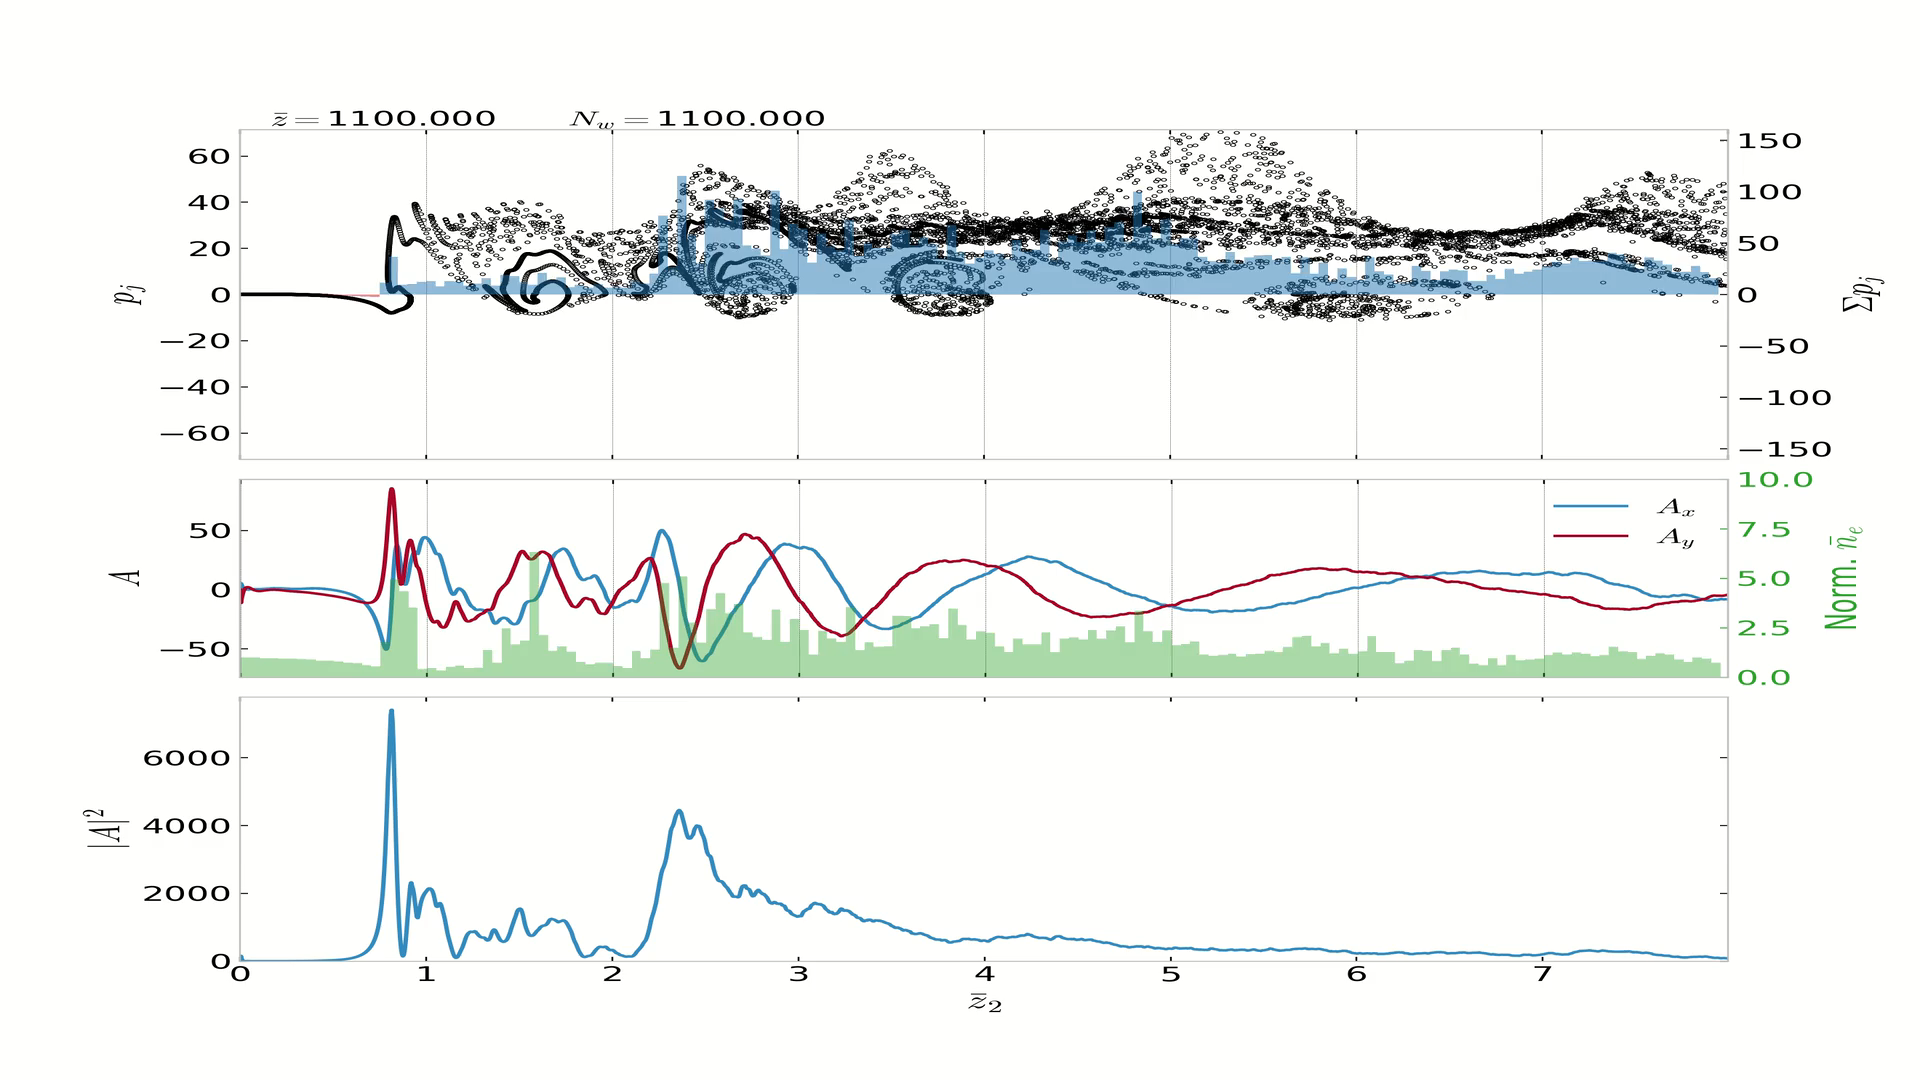 z̄ = 1100.000 N_w = 1100.000
60
40
20
0
−20
−40
−60
p_j
150
100
50
0
−50
−100
−150
Σp_j
50
0
−50
A
A_x
A_y
10.0
7.5
5.0
2.5
0.0
Norm. n̄_e
6000
4000
2000
0
|A|²
0 1 2 3 4 5 6 7
z̄₂